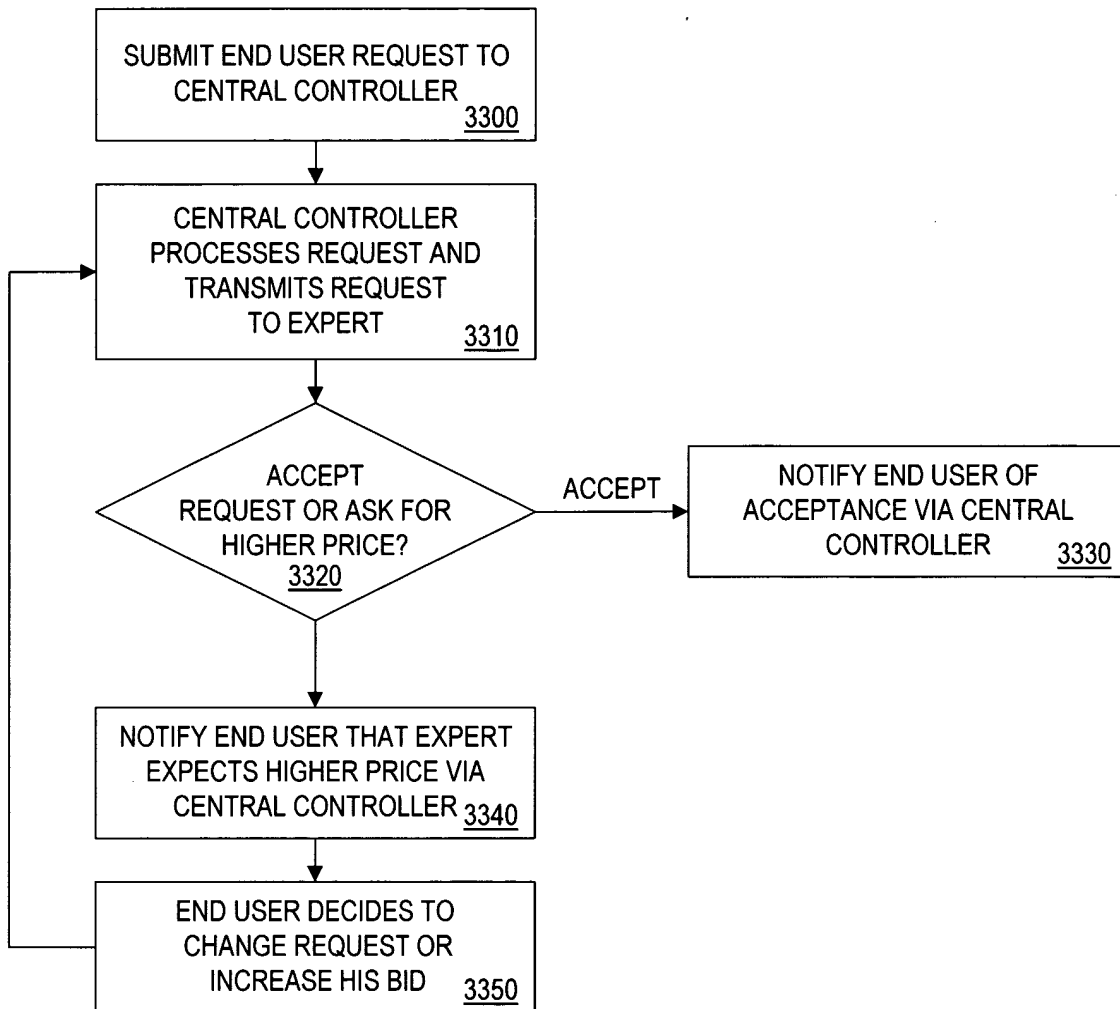 SUBMIT END USER REQUEST TO
CENTRAL CONTROLLER
3300
CENTRAL CONTROLLER
PROCESSES REQUEST AND
TRANSMITS REQUEST
TO EXPERT
3310
ACCEPT
REQUEST OR ASK FOR
HIGHER PRICE?
3320
ACCEPT
NOTIFY END USER OF
ACCEPTANCE VIA CENTRAL
CONTROLLER
3330
NOTIFY END USER THAT EXPERT
EXPECTS HIGHER PRICE VIA
CENTRAL CONTROLLER
3340
END USER DECIDES TO
CHANGE REQUEST OR
INCREASE HIS BID
3350